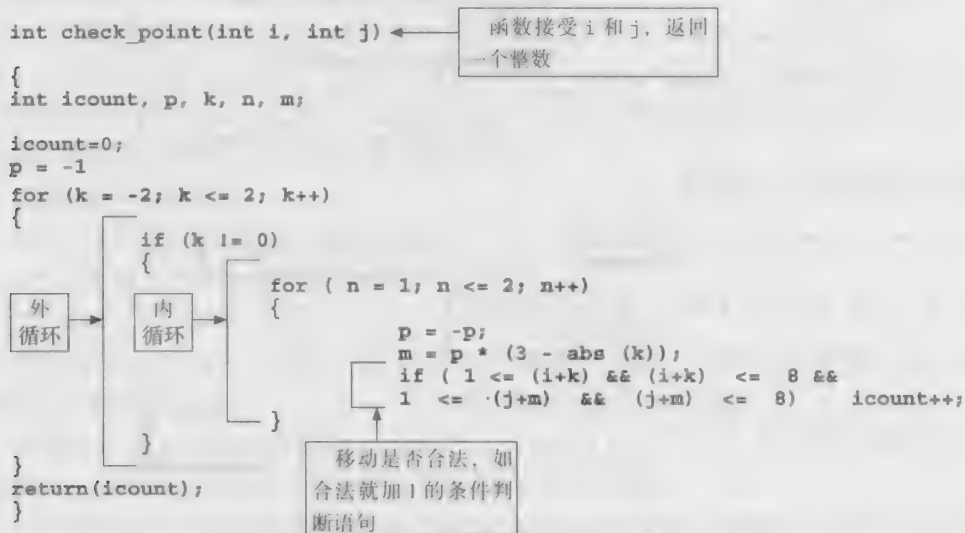 int check_point(int i, int j)
函数接受 i 和 j, 返回
一个整数
{
int icount, p, k, n, m;
icount=0;
p = -1
for (k = -2; k <= 2; k++)
{
if (k != 0)
{
for ( n = 1; n <= 2; n++)
{
外
循环
内
循环
p = -p;
m = p * (3 - abs (k));
if ( 1 <= (i+k) && (i+k) <= 8 &&
1 <= (j+m) && (j+m) <= 8) icount++;
}
}
移动是否合法, 如
合法就加 1 的条件判
断语句
}
return(icount);
}